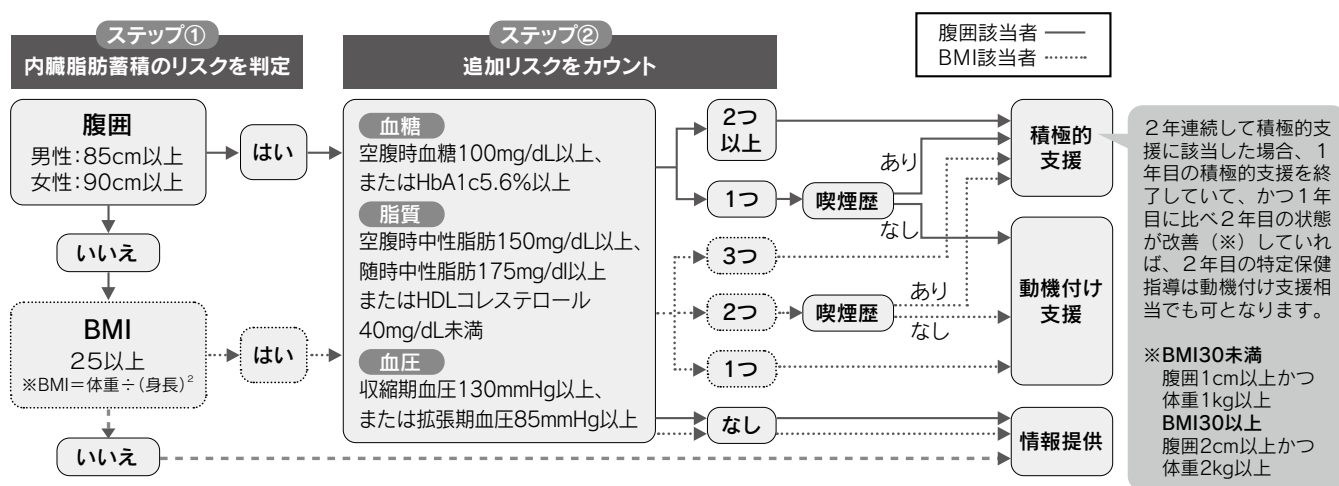 ステップ①
内臓脂肪蓄積のリスクを判定
ステップ②
追加リスクをカウント
腹囲該当者
BMI該当者
腹囲
男性：85cm以上
女性：90cm以上
はい
いいえ
BMI
25以上
※BMI＝体重÷(身長)²
はい
いいえ
血糖
空腹時血糖100mg/dL以上、
またはHbA1c5.6%以上
脂質
空腹時中性脂肪150mg/dL以上、
随時中性脂肪175mg/dl以上
またはHDLコレステロール
40mg/dL未満
血圧
収縮期血圧130mmHg以上、
または拡張期血圧85mmHg以上
2つ
以上
1つ
喫煙歴
あり
なし
3つ
2つ
喫煙歴
あり
なし
1つ
なし
積極的
支援
動機付け
支援
情報提供
２年連続して積極的支
援に該当した場合、１
年目の積極的支援を終
了していて、かつ１年
目に比べ２年目の状態
が改善（※）していれ
ば、２年目の特定保健
指導は動機付け支援相
当でも可となります。
※BMI30未満
腹囲1cm以上かつ
体重1kg以上
BMI30以上
腹囲2cm以上かつ
体重2kg以上